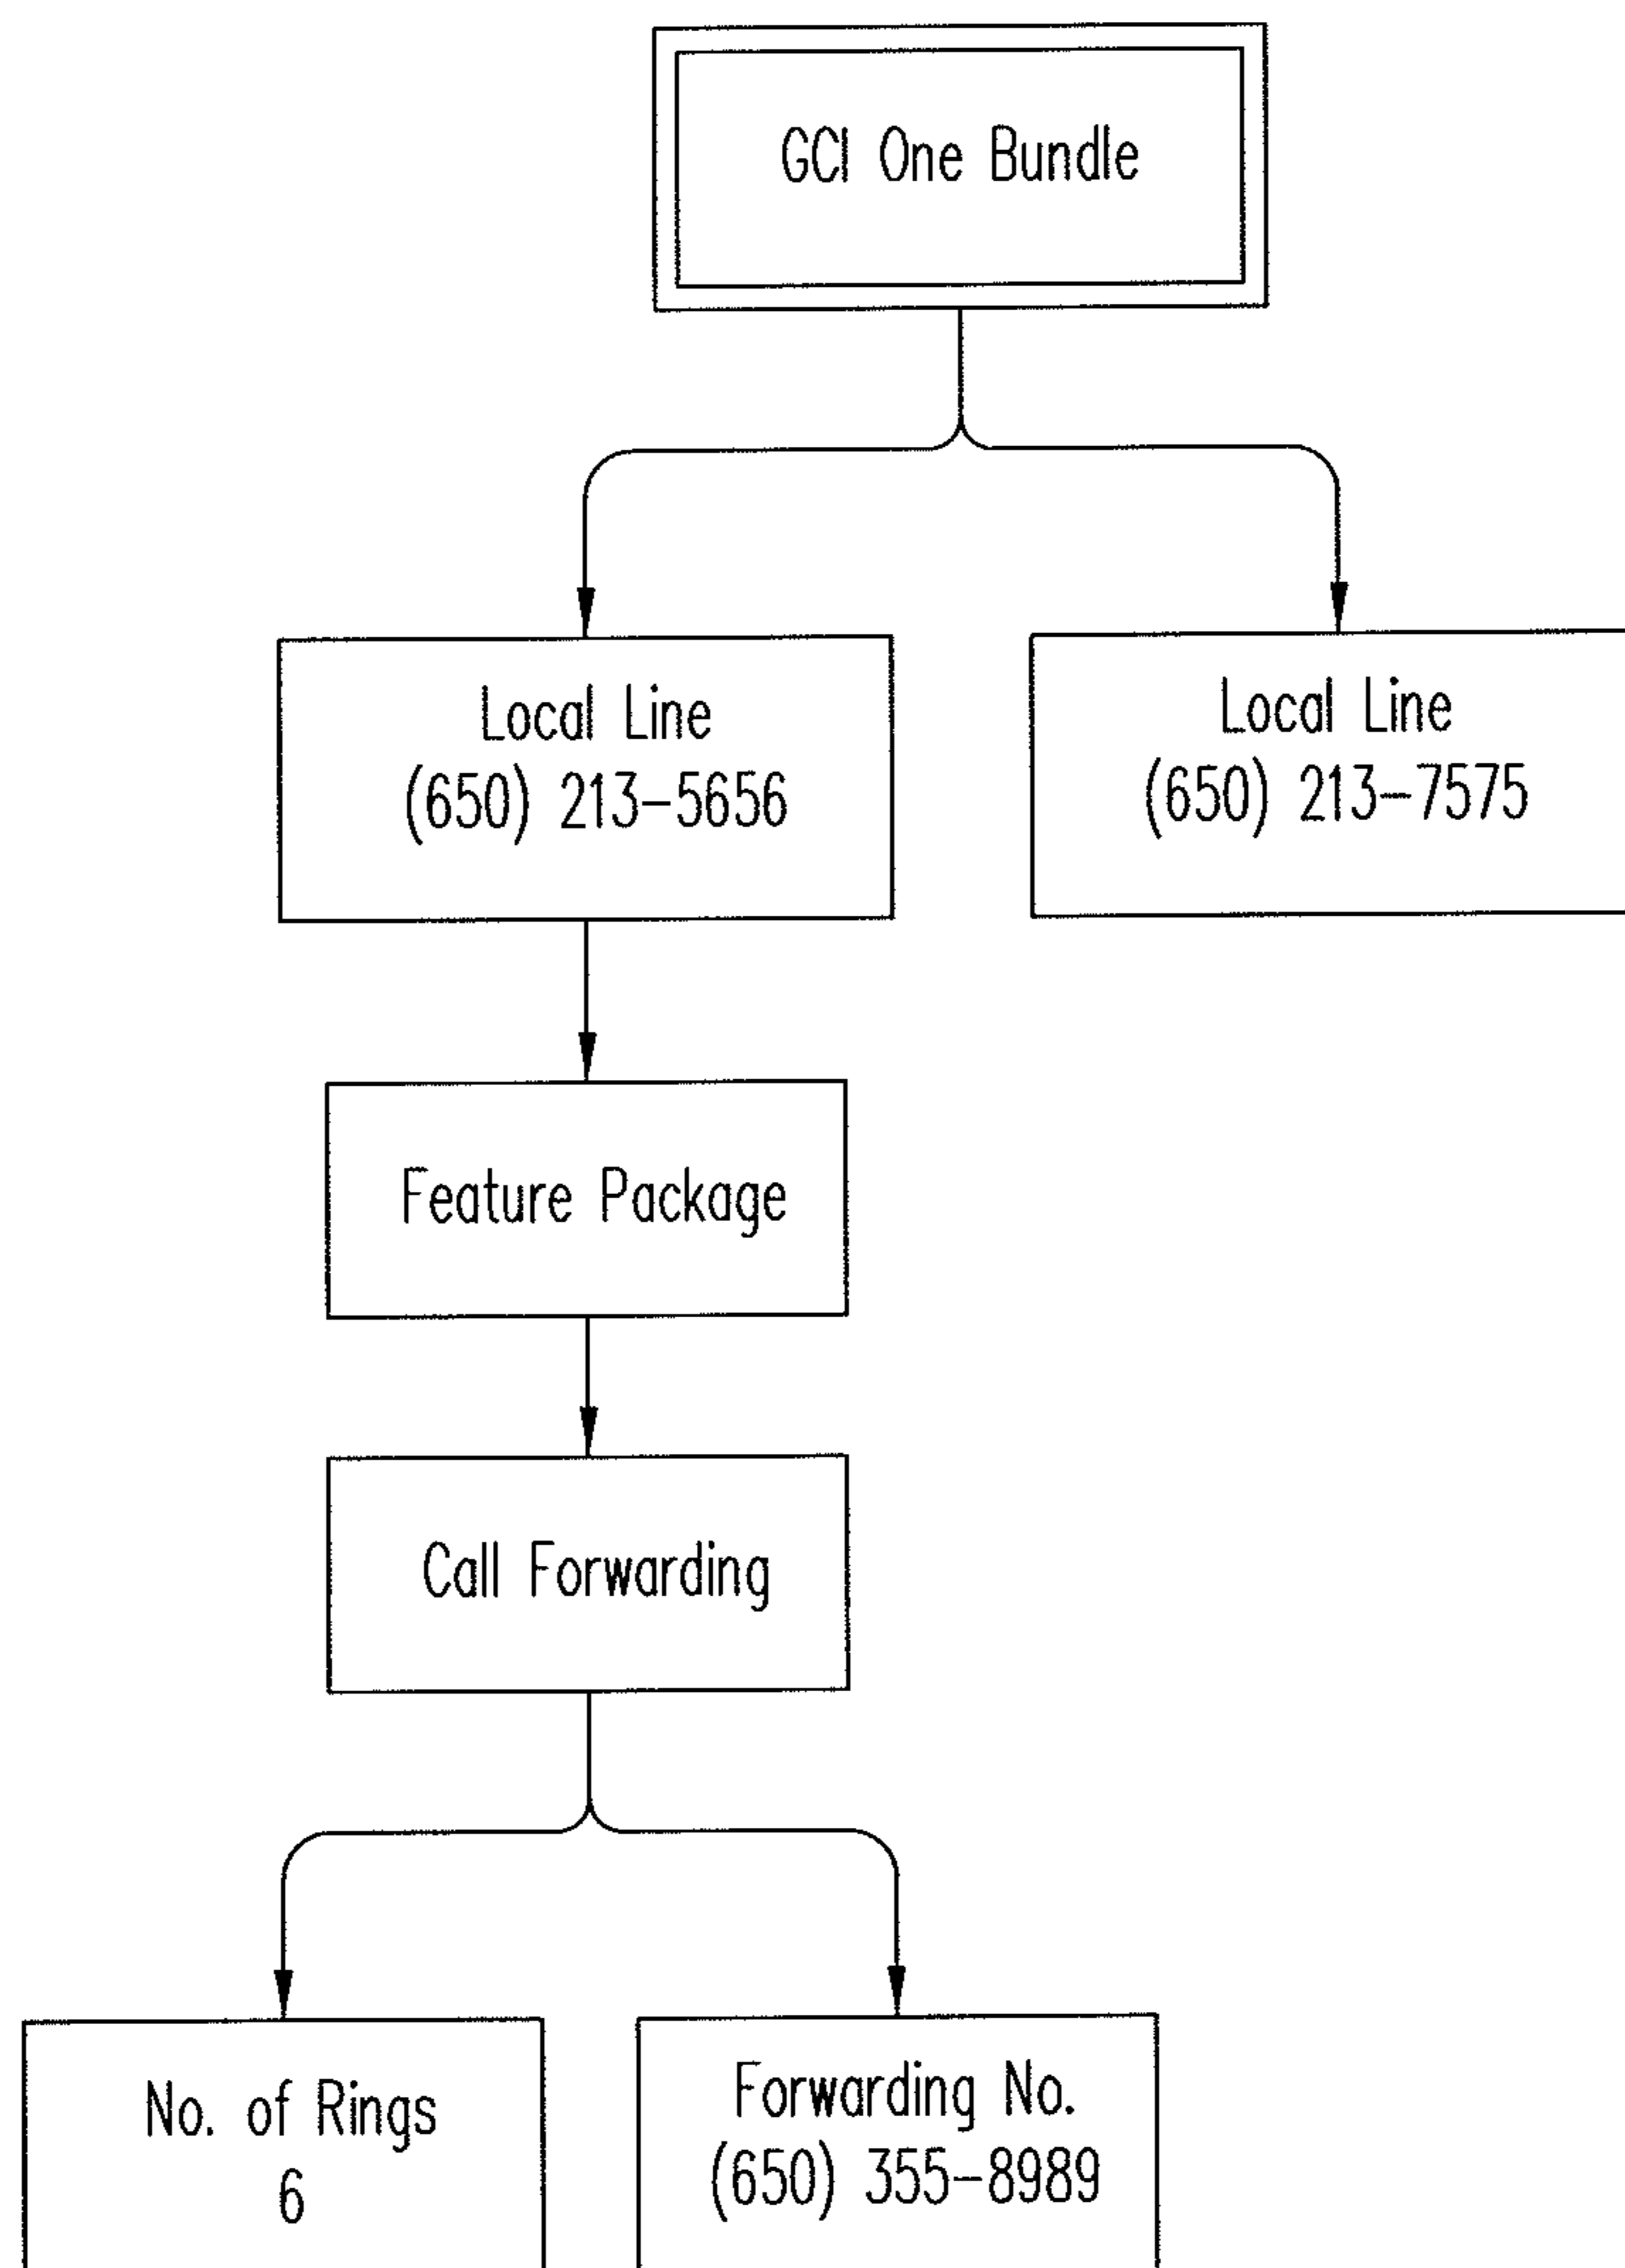 GCI One Bundle
Local Line
(650) 213-5656
Local Line
(650) 213-7575
Feature Package
Call Forwarding
No. of Rings
6
Forwarding No.
(650) 355-8989